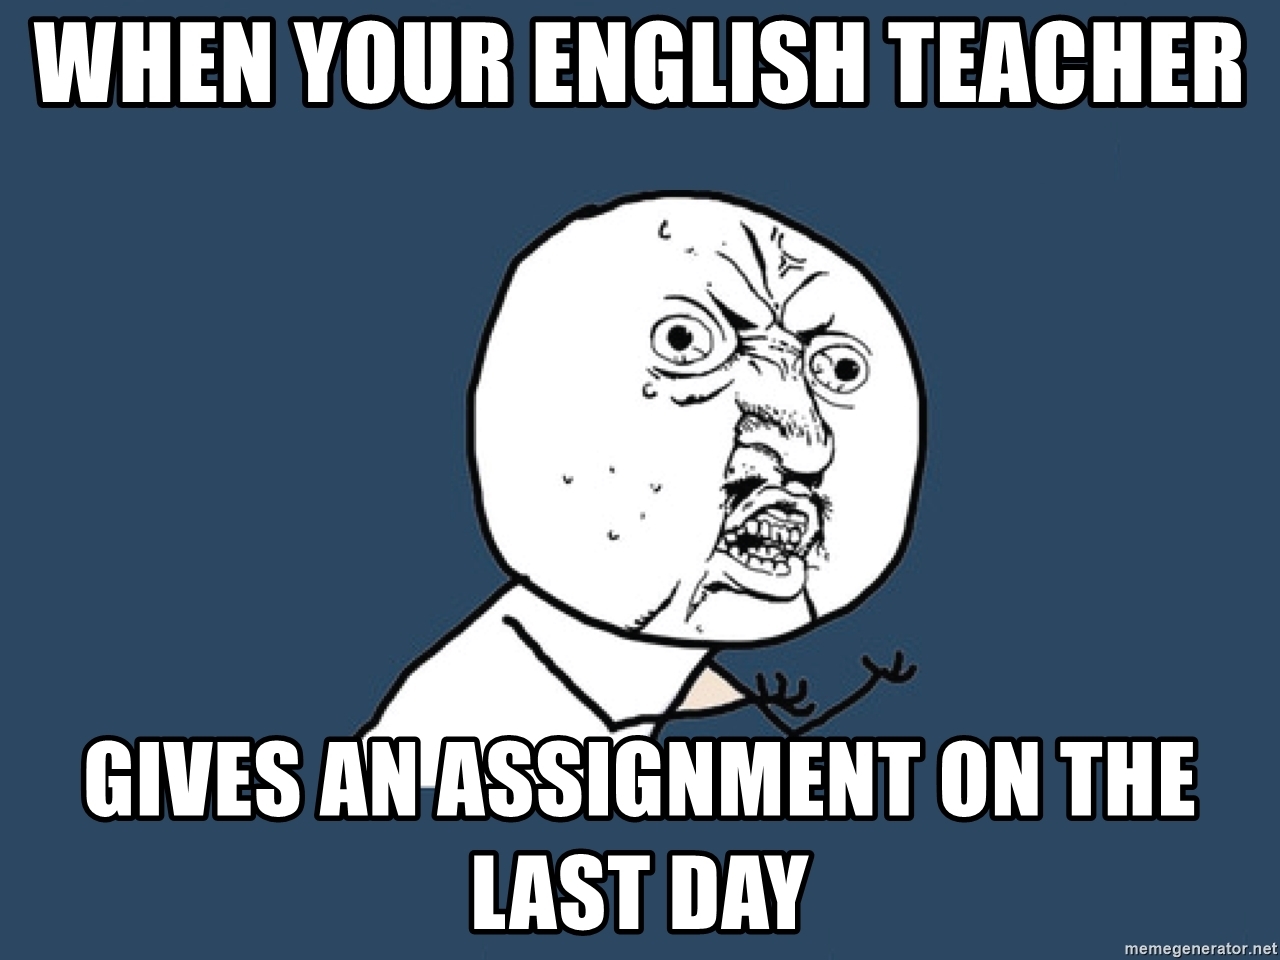 WHEN YOUR ENGLISH TEACHER
GIVES AN ASSIGNMENT ON THE
LAST DAY
memegenerator.net